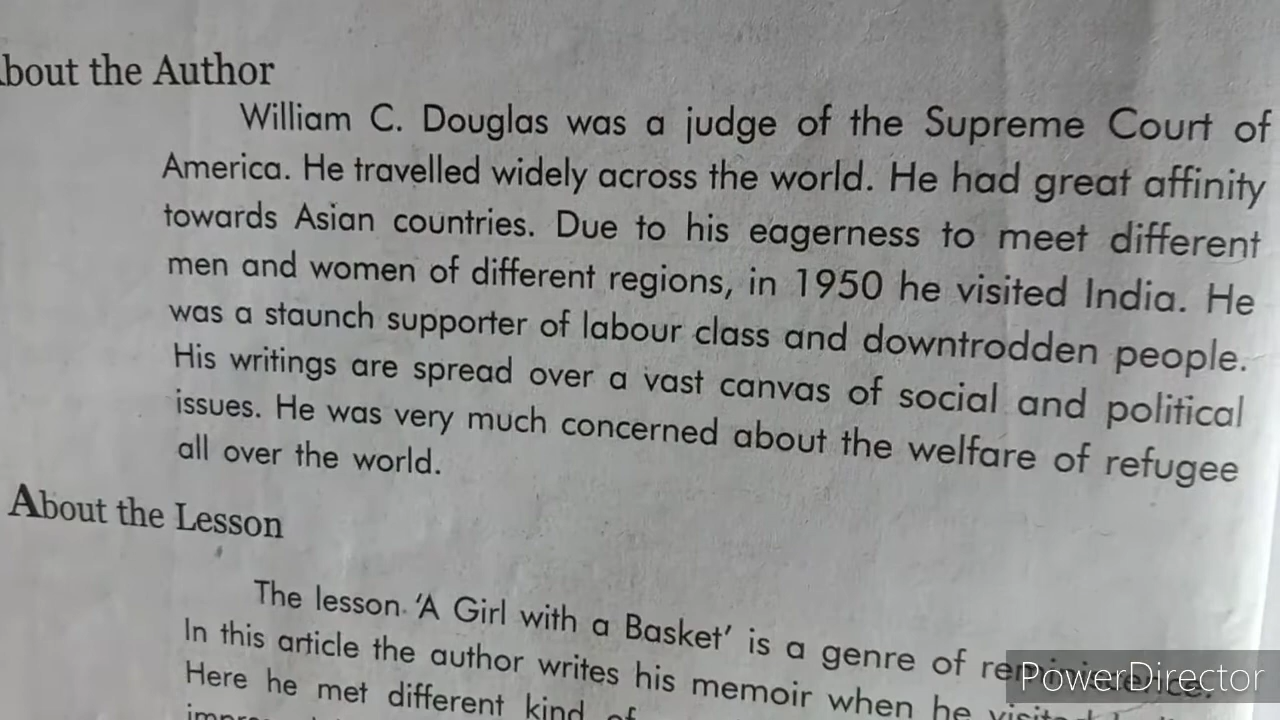 bout the Author
William C. Douglas was a judge of the Supreme Court of
America. He travelled widely across the world. He had great affinity
towards Asian countries. Due to his eagerness to meet different
men and women of different regions, in 1950 he visited India. He
was a staunch supporter of labour class and downtrodden people.
His writings are spread over a vast canvas of social and political
issues. He was very much concerned about the welfare of refugee
all over the world.
About the Lesson
The lesson 'A Girl with a Basket' is a genre of
In this article the author writes his memoir when he
Here he met different kind of
PowerDirector